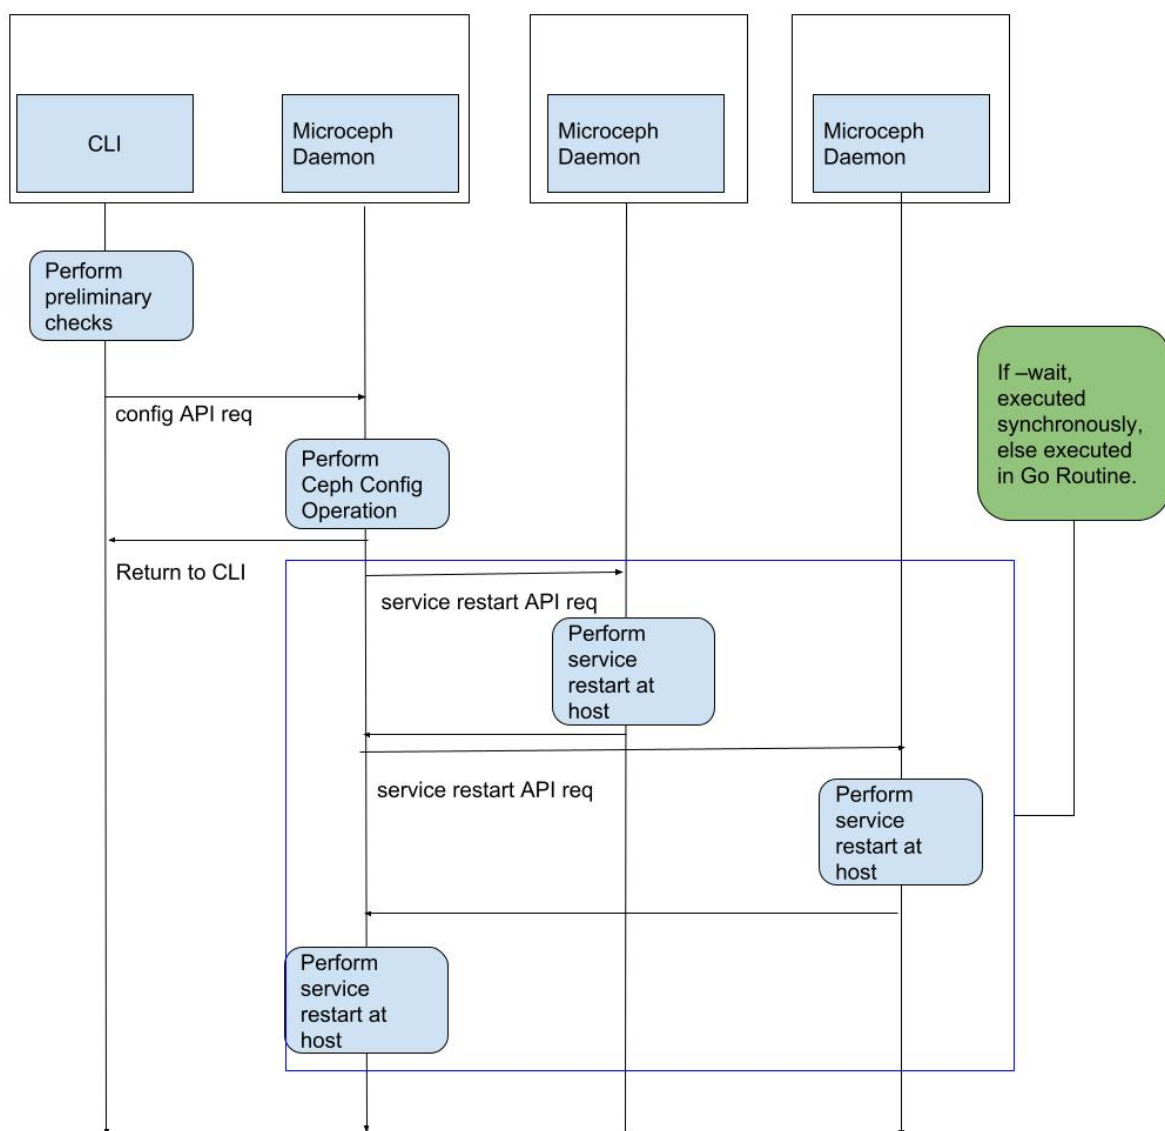 CLI
Microceph
Daemon
Microceph
Daemon
Microceph
Daemon
Perform
preliminary
checks
If –wait,
executed
synchronously,
else executed
in Go Routine.
config API req
Perform
Ceph Config
Operation
Return to CLI
service restart API req
Perform
service
restart at
host
service restart API req
Perform
service
restart at
host
Perform
service
restart at
host